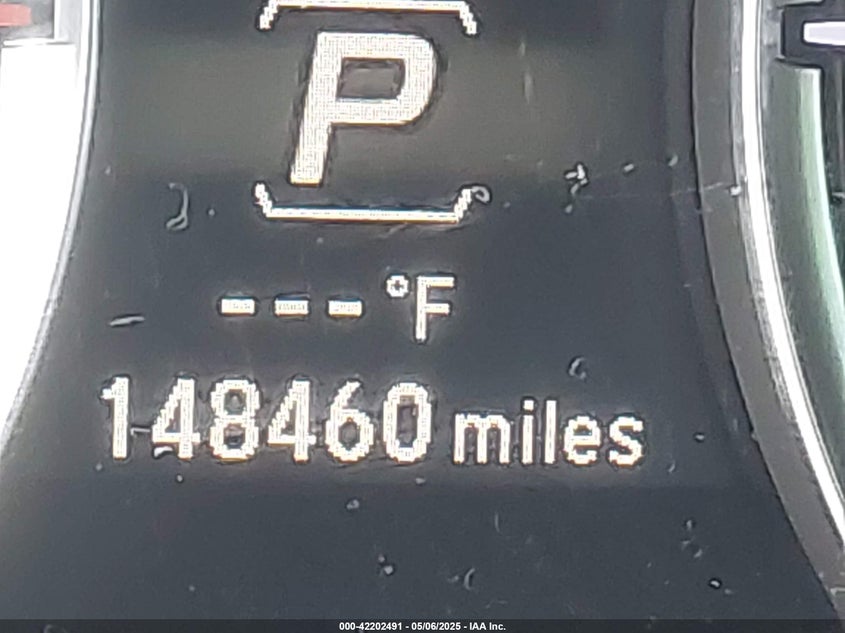 P
--- °F
148460 miles
000-42202491 - 05/06/2025 - IAA Inc.